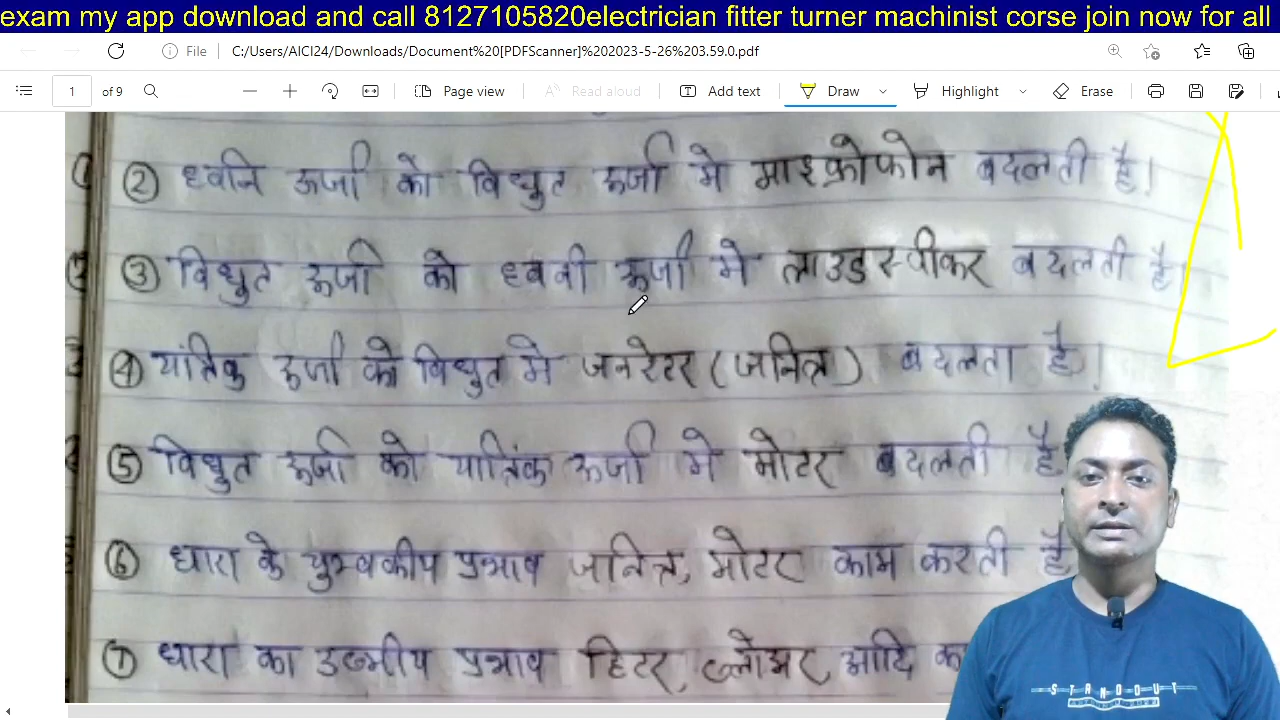 exam my app download and call 8127105820electrician fitter turner machinist corse join now for all
File C:/Users/AICI24/Downloads/Document%20[PDFScanner]%202023-5-26%203.59.0.pdf
1 of 9 Page view Read aloud Add text Draw Highlight Erase
② ध्वनि ऊर्जा को विधुत ऊर्जा मे माइक्रोफोन बदलती है।
③ विधुत ऊर्जा को ध्वनी ऊर्जा मे लाउडस्पीकर बदलती है
④ यांत्रिक ऊर्जा को विधुत मे जनरेटर (जनित्र) बदलता है।
⑤ विधुत ऊर्जा को यात्रिंक ऊर्जा मे मोटर बदलती है
⑥ धारा के चुम्वकीय प्रभाव जनित्र, मोटर काम करती है
⑦ धारा का उष्मीय प्रभाव हिटर, ब्लोअर, आदि
STANDOUT